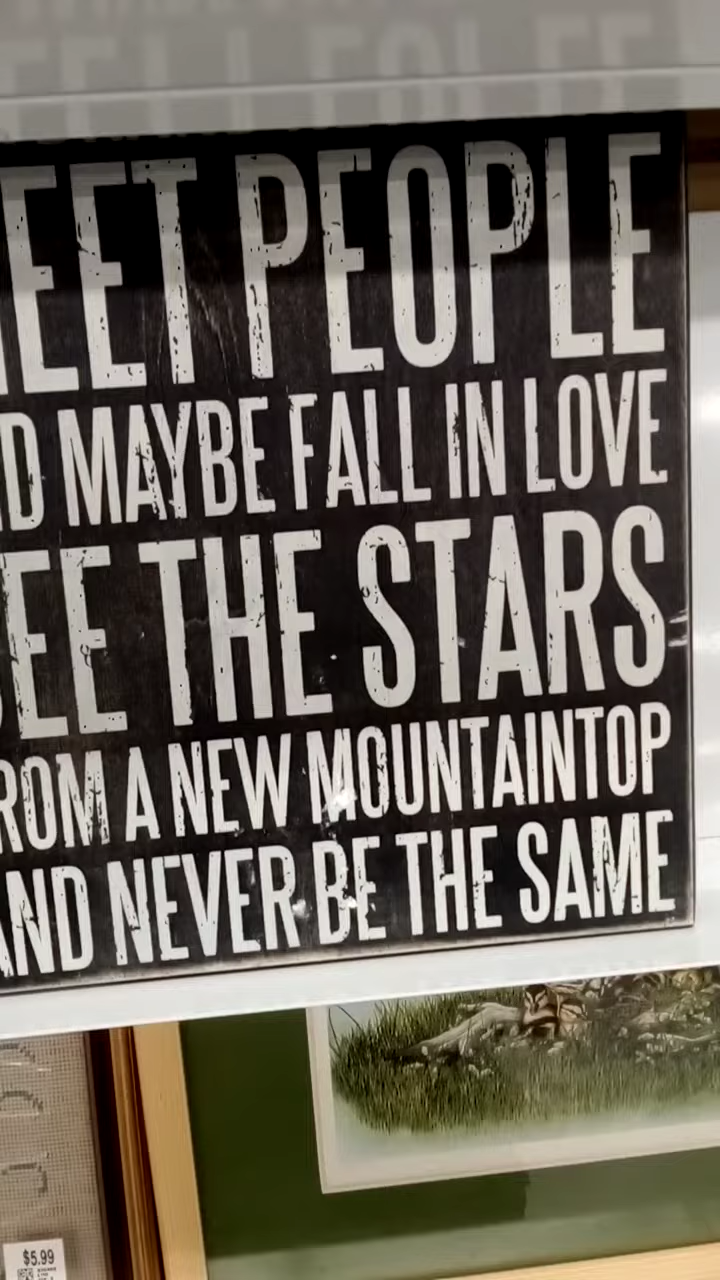 EET PEOPLE
D MAYBE FALL IN LOVE
EE THE STARS
ROM A NEW MOUNTAINTOP
AND NEVER BE THE SAME
$5.99